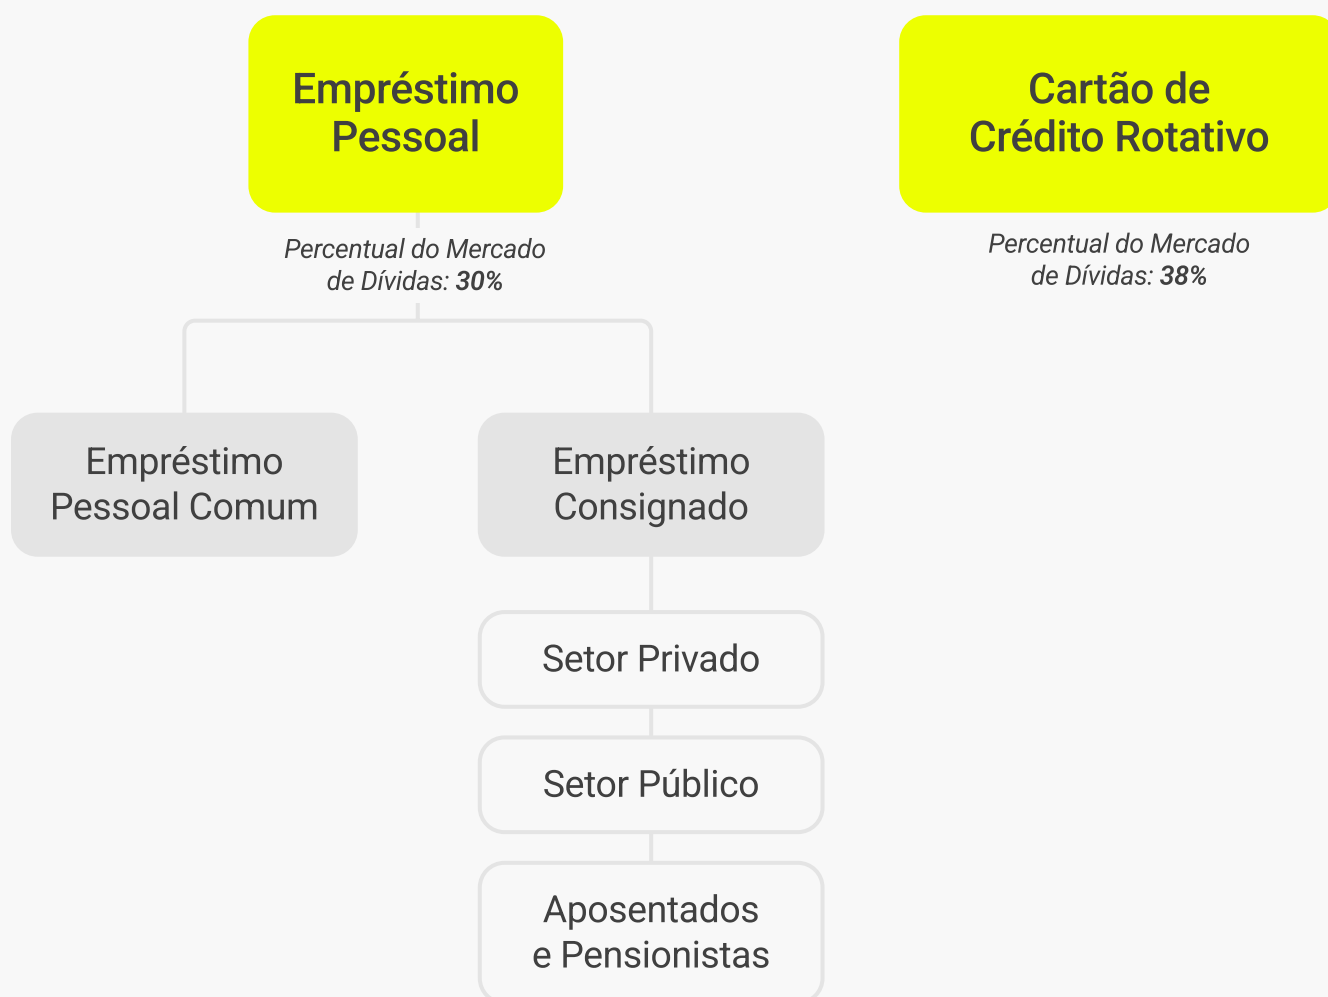 Empréstimo
Pessoal
Percentual do Mercado
de Dívidas: 30%
Empréstimo
Pessoal Comum
Empréstimo
Consignado
Setor Privado
Setor Público
Aposentados
e Pensionistas
Cartão de
Crédito Rotativo
Percentual do Mercado
de Dívidas: 38%